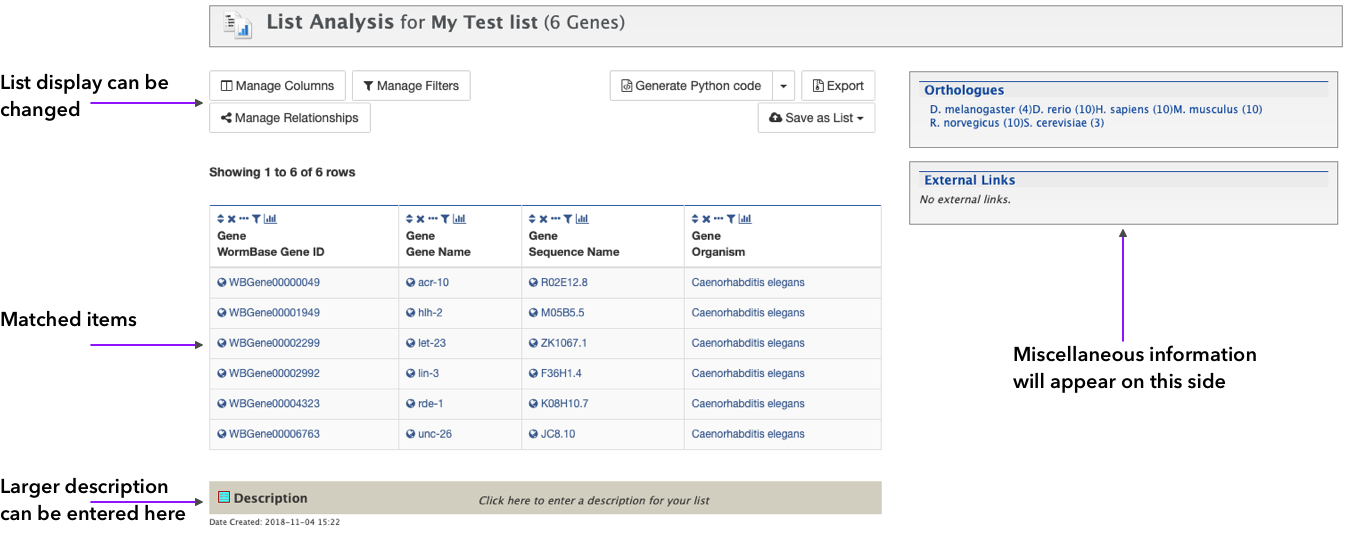 List Analysis for My Test list (6 Genes)
List display can be
changed
Manage Columns
Manage Filters
Generate Python code
Export
Manage Relationships
Save as List
Orthologues
D. melanogaster (4)D. rerio (10)H. sapiens (10)M. musculus (10)
R. norvegicus (10)S. cerevisiae (3)
External Links
No external links.
Showing 1 to 6 of 6 rows
Gene Gene Gene Gene
WormBase Gene ID Gene Name Sequence Name Organism
WBGene00000049 acr-10 R02E12.8 Caenorhabditis elegans
WBGene00001949 hlh-2 M05B5.5 Caenorhabditis elegans
WBGene00002299 let-23 ZK1067.1 Caenorhabditis elegans
WBGene00002992 lin-3 F36H1.4 Caenorhabditis elegans
WBGene00004323 rde-1 K08H10.7 Caenorhabditis elegans
WBGene00006763 unc-26 JC8.10 Caenorhabditis elegans
Matched items
Miscellaneous information
will appear on this side
Larger description
can be entered here
Description
Click here to enter a description for your list
Date Created: 2018-11-04 15:22